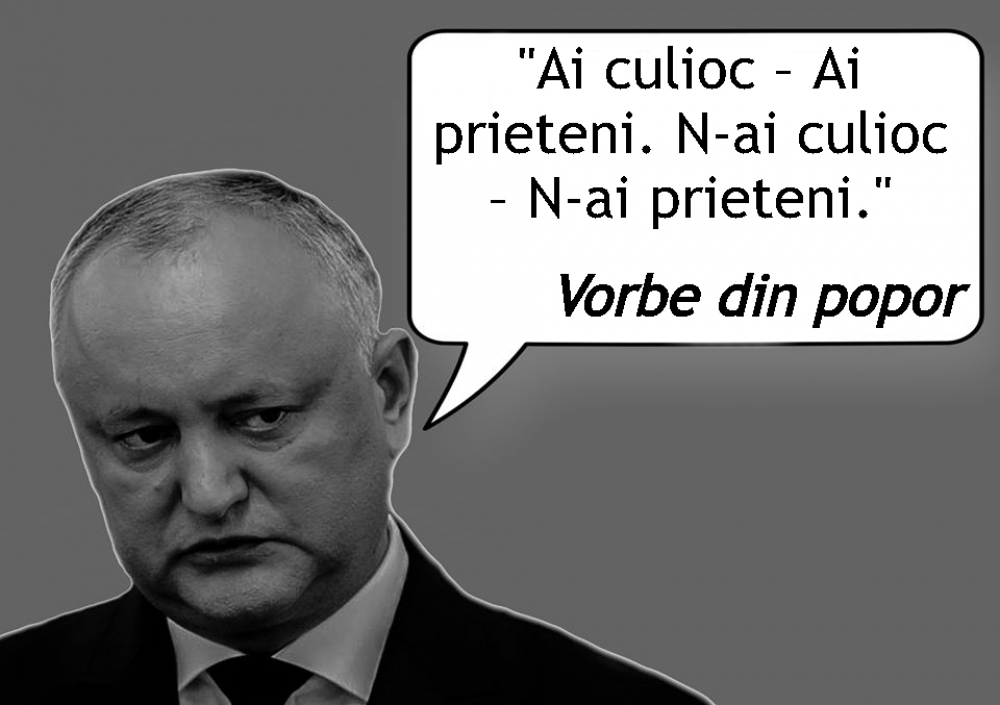 "Ai culioc – Ai
prieteni. N-ai culioc
– N-ai prieteni."
Vorbe din popor